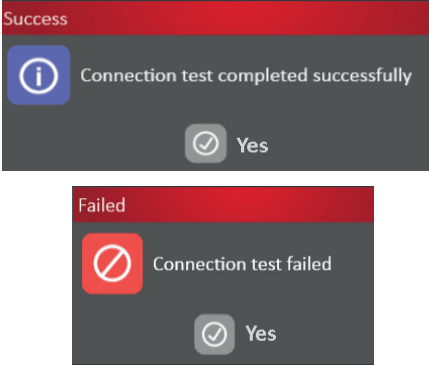 Success
Connection test completed successfully
Yes
Failed
Connection test failed
Yes